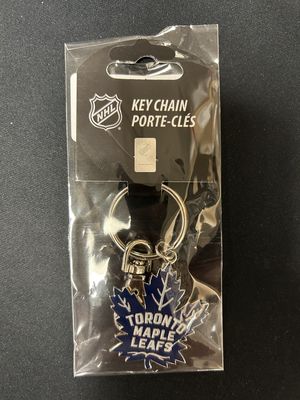 NHL
KEY CHAIN
PORTE-CLÉS
TORONTO
MAPLE
LEAFS